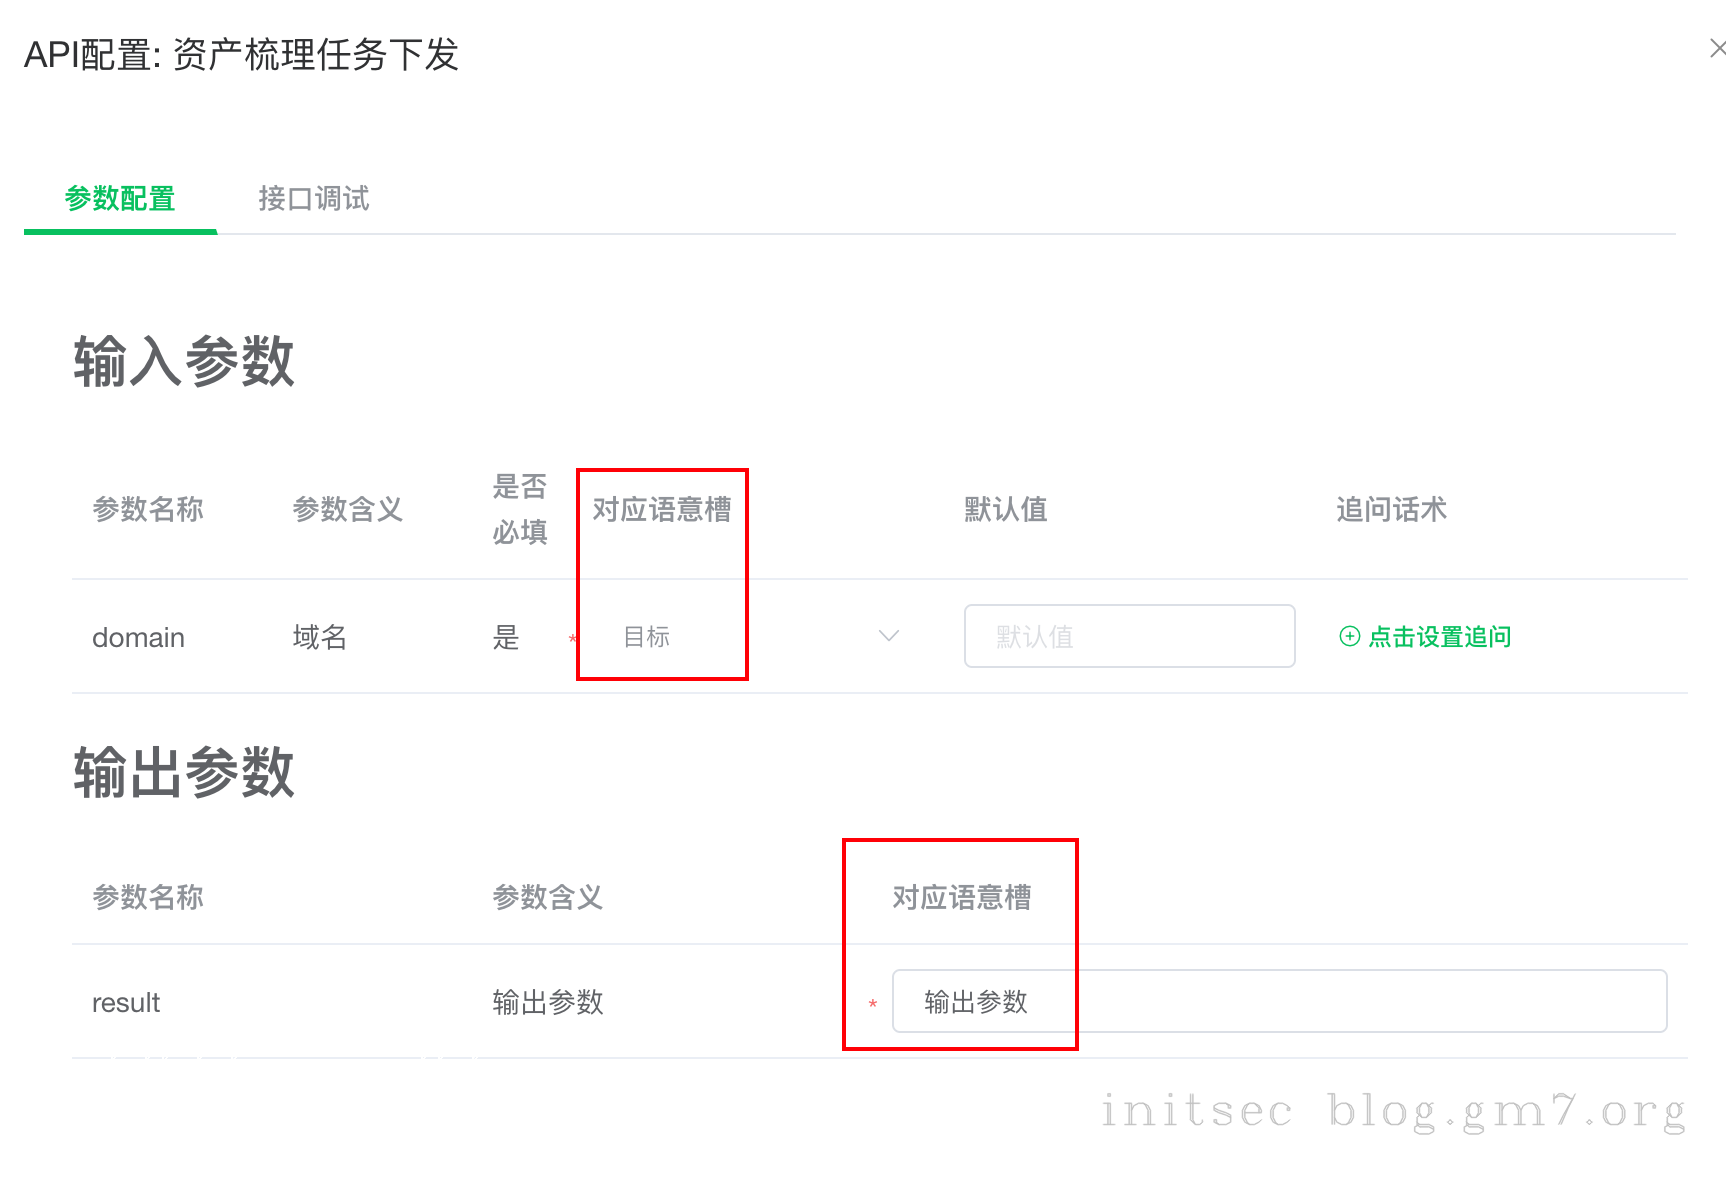 API配置: 资产梳理任务下发
参数配置 接口调试
输入参数
参数名称 参数含义 是否必填 对应语意槽 默认值 追问话术
domain 域名 是 * 目标 默认值 点击设置追问
输出参数
参数名称 参数含义 对应语意槽
result 输出参数 * 输出参数
initsec blog.gm7.org